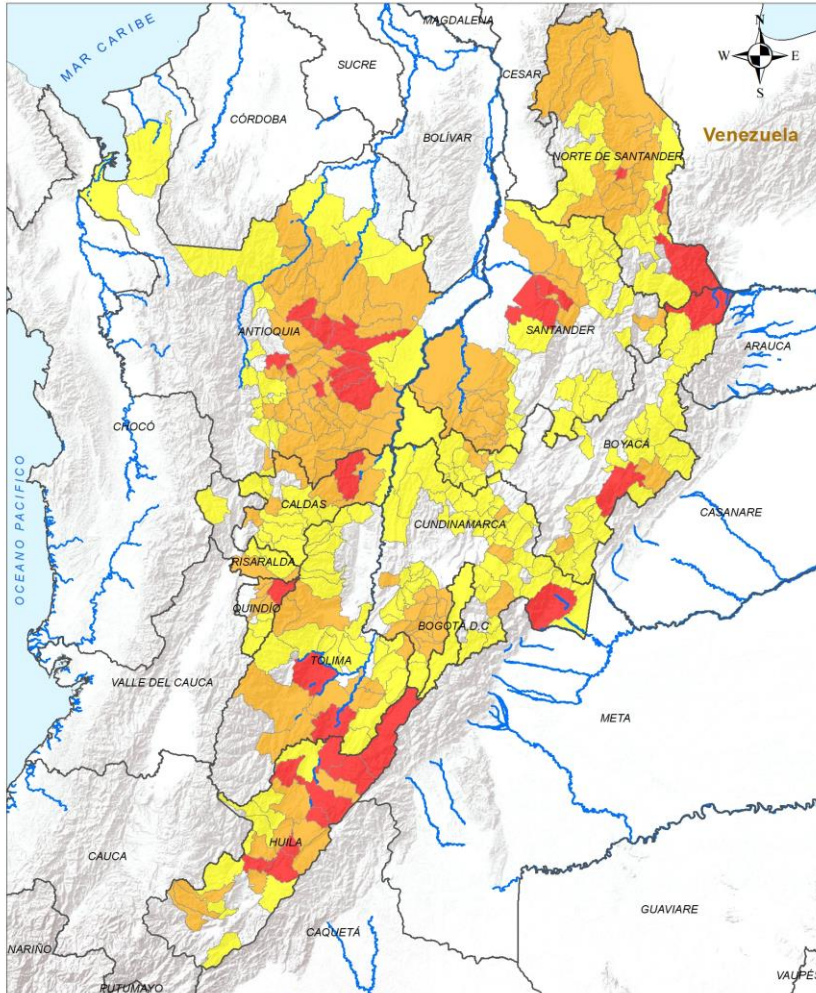 MAGDALENA
N
W E
S
MAR CARIBE
SUCRE
CESAR
CÓRDOBA
BOLÍVAR
Venezuela
NORTE DE SANTANDER
ANTIOQUIA
SANTANDER
ARAUCA
CHOCÓ
BOYACÁ
OCEANO PACIFICO
CALDAS
CUNDINAMARCA
CASANARE
RISARALDA
QUINDÍO
BOGOTÁ, D.C
TOLIMA
VALLE DEL CAUCA
META
HUILA
CAUCA
GUAVIARE
CAQUETÁ
NARIÑO
PUTUMAYO
VAUPÉS